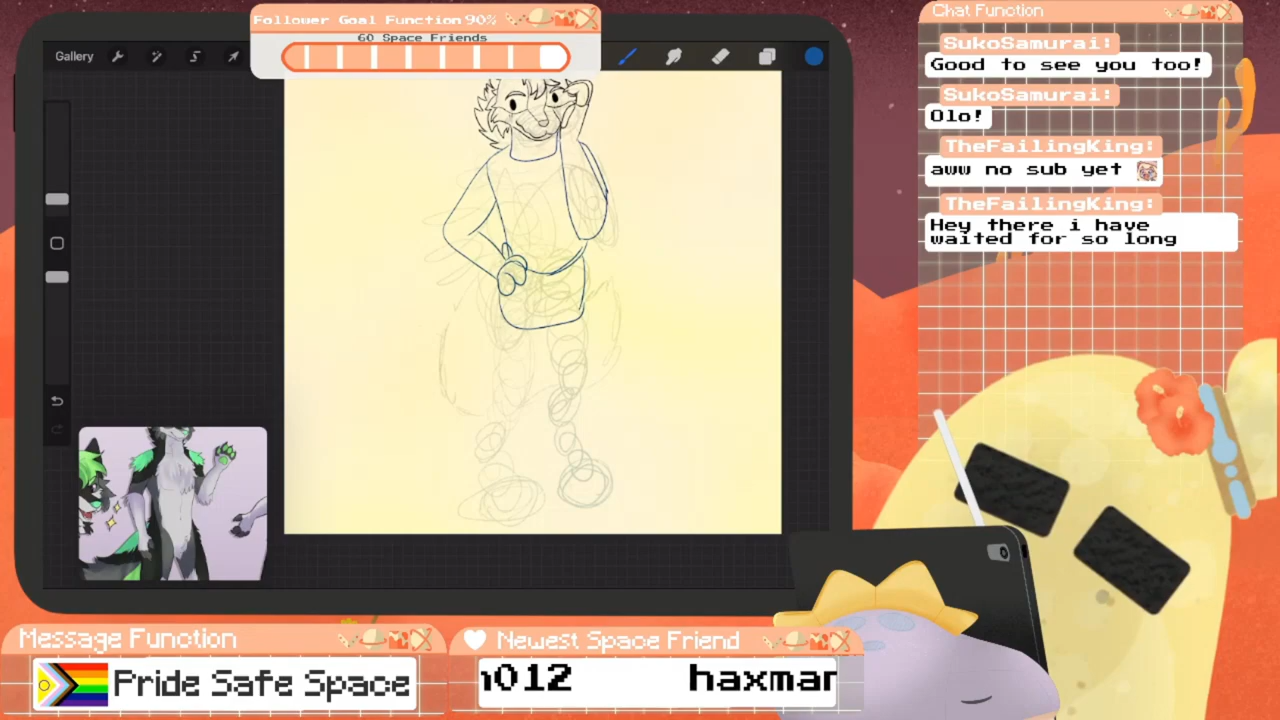 Follower Goal Function 90%
60 Space Friends
Gallery
Chat Function
SukoSamurai:
Good to see you too!
SukoSamurai:
Olo!
TheFailingKing:
aww no sub yet
TheFailingKing:
Hey there i have
waited for so long
Message Function
Pride Safe Space
Newest Space Friend
012 haxmar